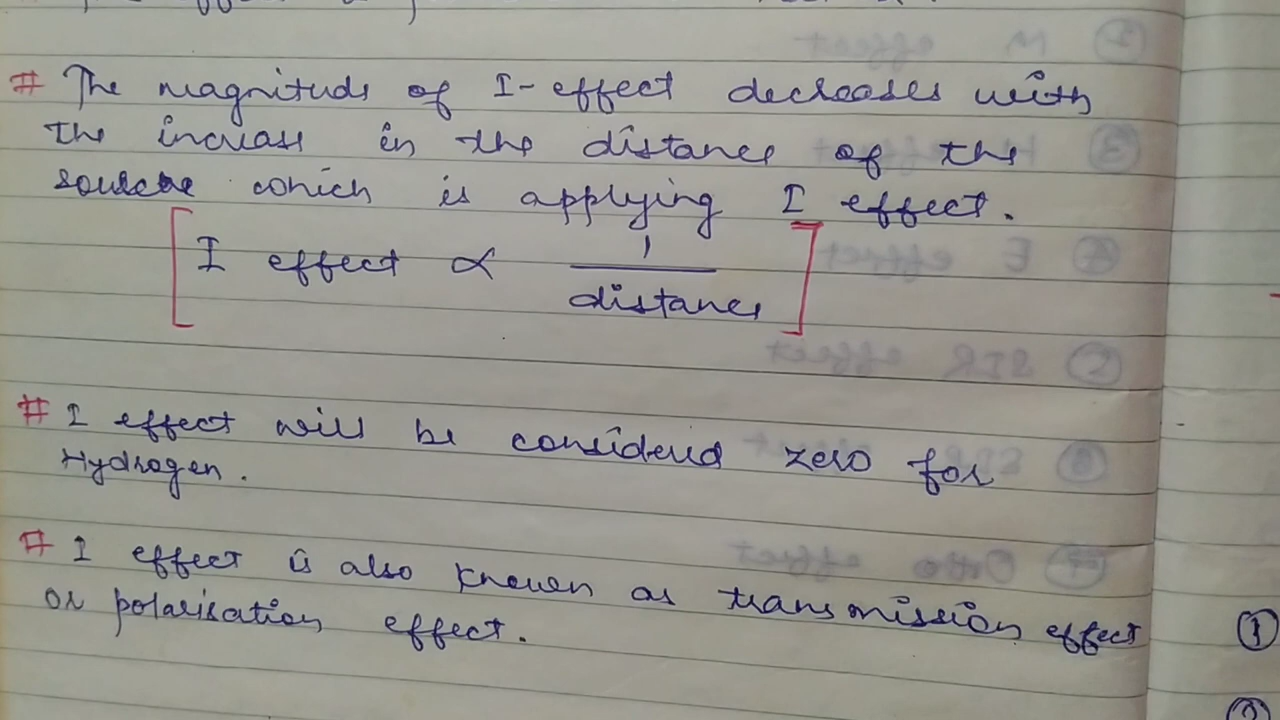 # The magnitude of I-effect decreases with
the increase in the distance of the
source which is applying I effect.
[ I effect ∝ 1 / distance ]
# I effect will be considered zero for
Hydrogen.
# I effect is also known as transmission effect
or polarisation effect.
1
2